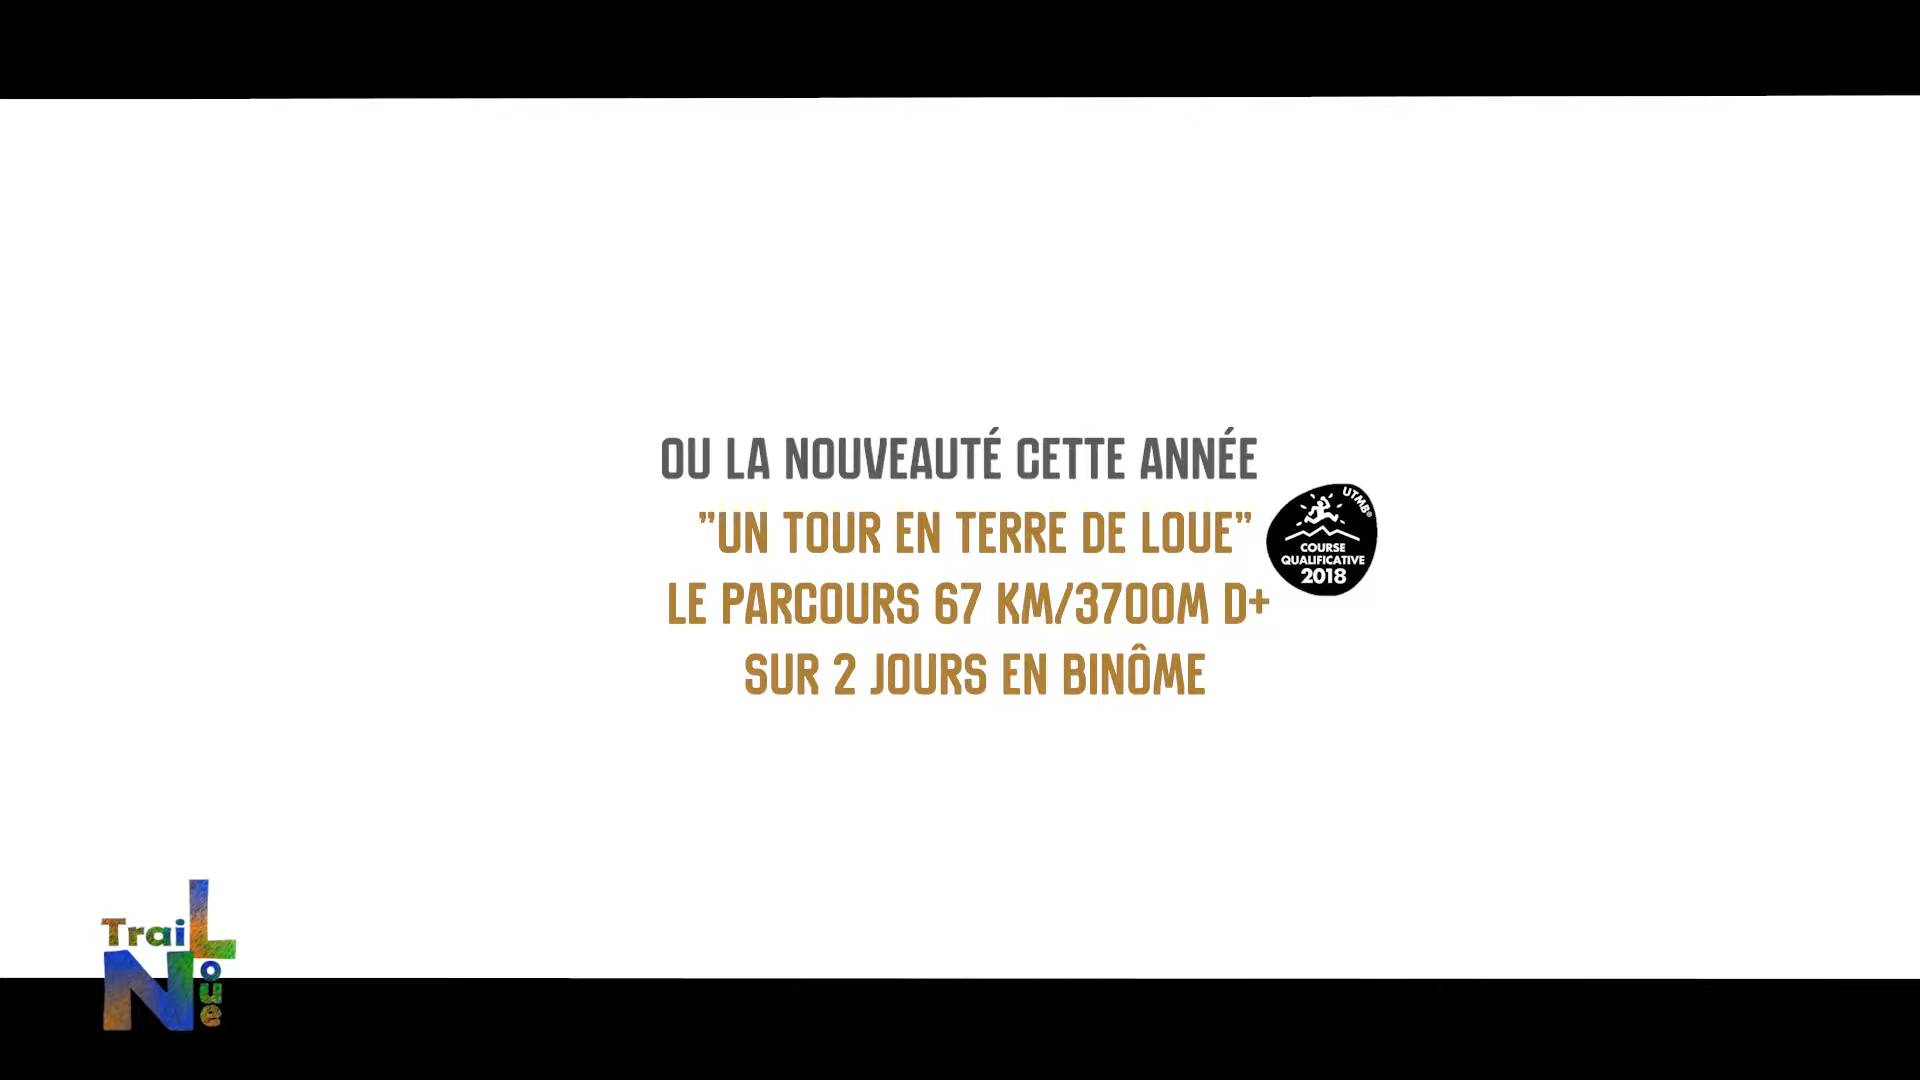 OU LA NOUVEAUTÉ CETTE ANNÉE
"UN TOUR EN TERRE DE LOUE"
LE PARCOURS 67 KM/3700M D+
SUR 2 JOURS EN BINÔME
UTMB®
COURSE
QUALIFICATIVE
2018
TraiL
N
Loue